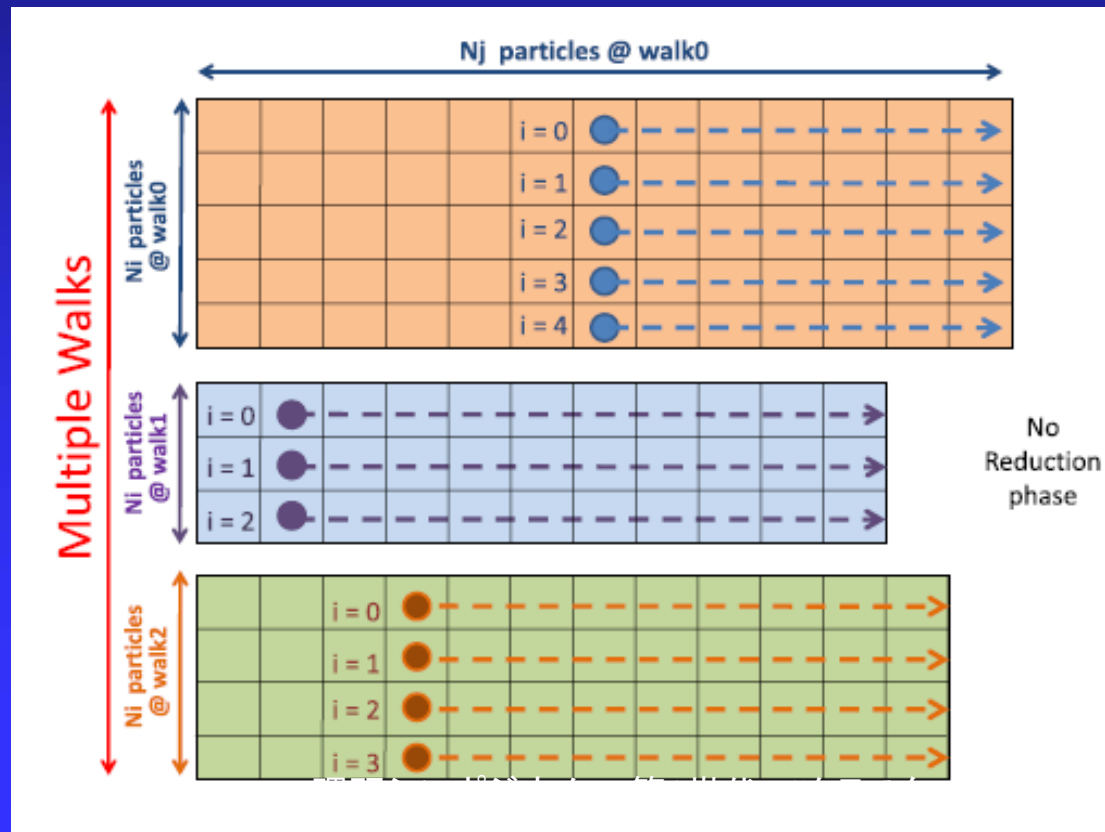 Nj particles @ walk0
Multiple Walks
Ni particles
@ walk0
i = 0
i = 1
i = 2
i = 3
i = 4
Ni particles
@ walk1
i = 0
i = 1
i = 2
No
Reduction
phase
Ni particles
@ walk2
i = 0
i = 1
i = 2
i = 3